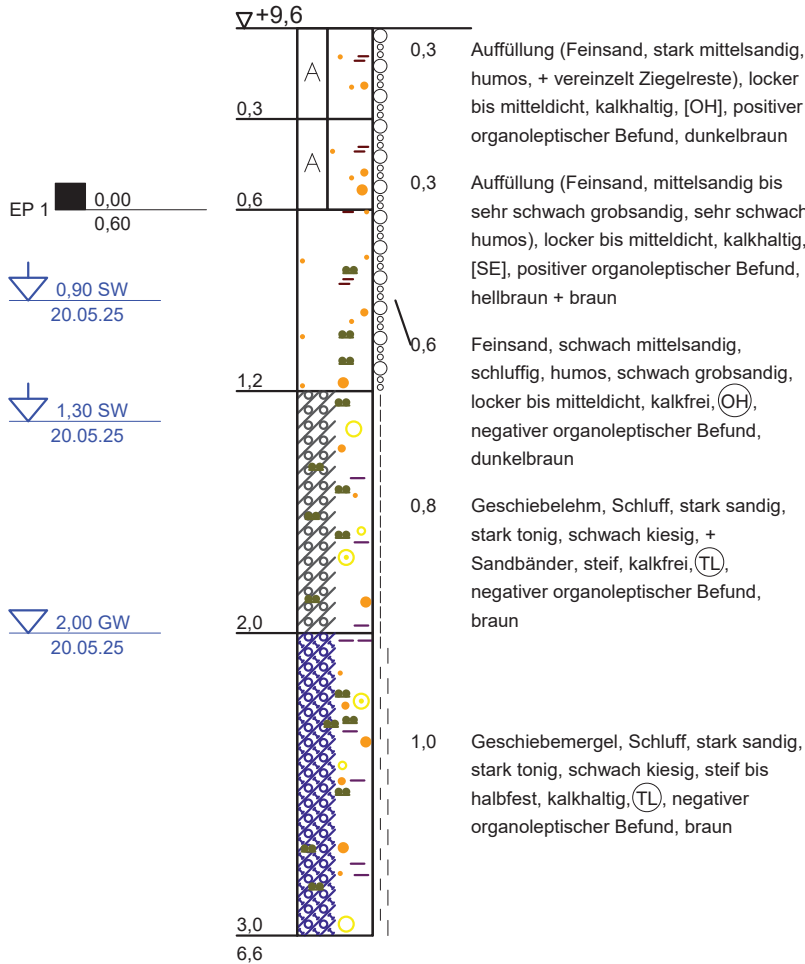 +9,6
0,3 Auffüllung (Feinsand, stark mittelsandig,
humos, + vereinzelt Ziegelreste), locker
bis mitteldicht, kalkhaltig, [OH], positiver
organoleptischer Befund, dunkelbraun
A
0,3
0,3 Auffüllung (Feinsand, mittelsandig bis
sehr schwach grobsandig, sehr schwach
humos), locker bis mitteldicht, kalkhaltig,
[SE], positiver organoleptischer Befund,
hellbraun + braun
A
0,6
EP 1 0,00
0,60
0,90 SW
20.05.25
0,6 Feinsand, schwach mittelsandig,
schluffig, humos, schwach grobsandig,
locker bis mitteldicht, kalkfrei, OH,
negativer organoleptischer Befund,
dunkelbraun
1,2
1,30 SW
20.05.25
0,8 Geschiebelehm, Schluff, stark sandig,
stark tonig, schwach kiesig, +
Sandbänder, steif, kalkfrei, TL,
negativer organoleptischer Befund,
braun
2,0
2,00 GW
20.05.25
1,0 Geschiebemergel, Schluff, stark sandig,
stark tonig, schwach kiesig, steif bis
halbfest, kalkhaltig, TL, negativer
organoleptischer Befund, braun
3,0
6,6